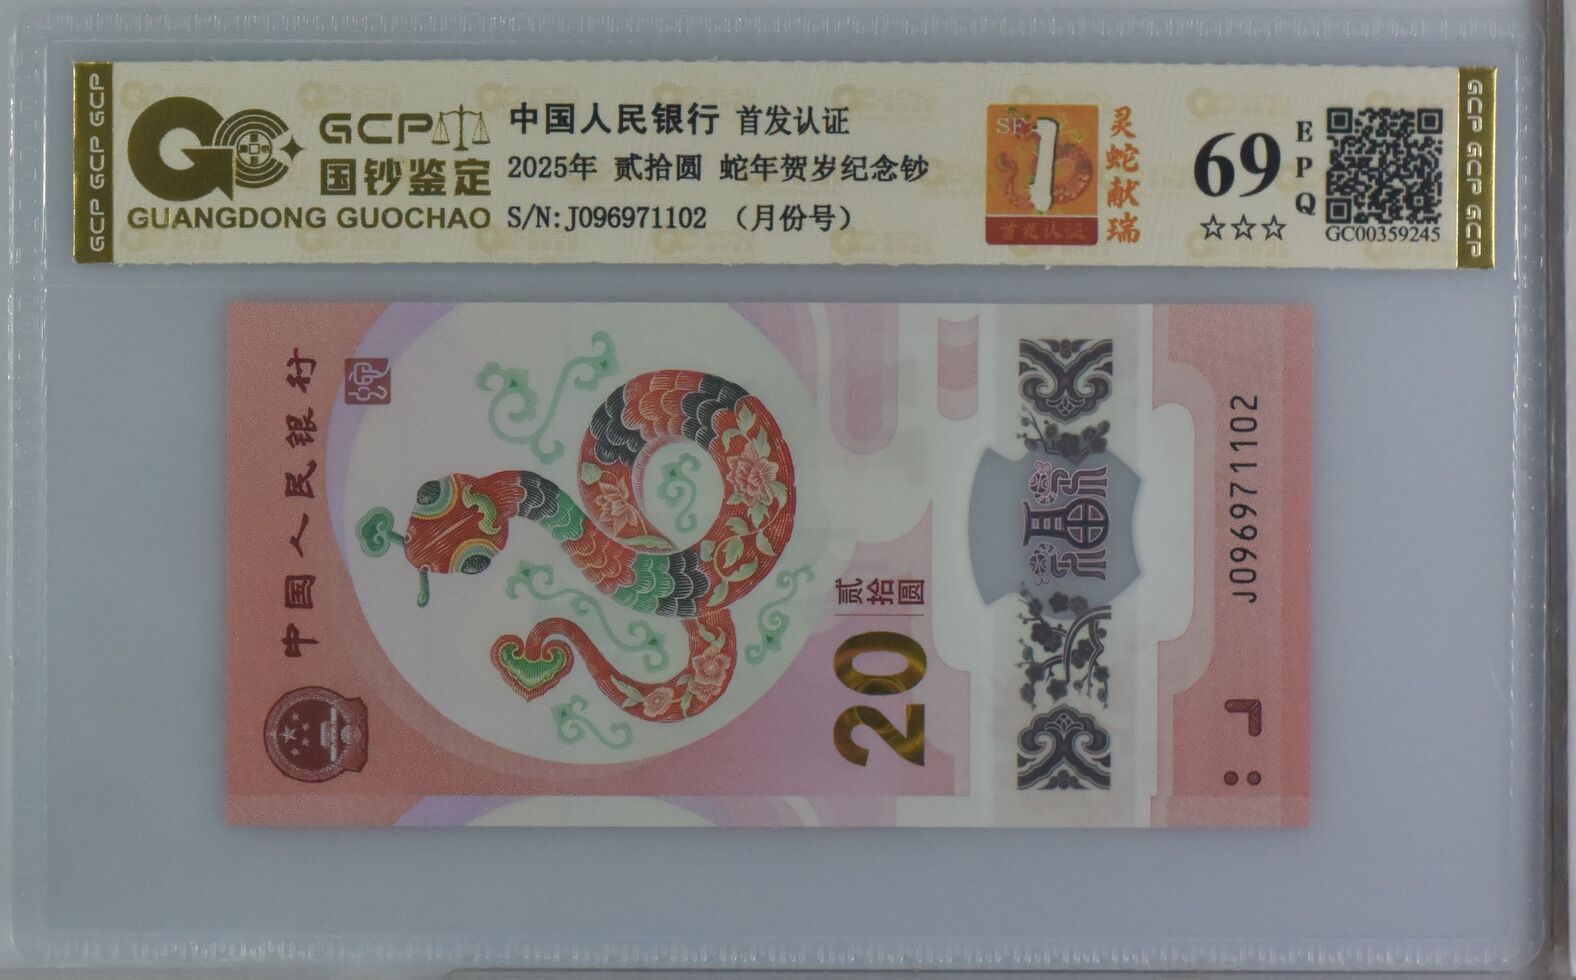 GCP GCP GCP
GCP
国钞鉴定
GUANGDONG GUOCHAO
中国人民银行 首发认证
2025年 贰拾圆 蛇年贺岁纪念钞
S/N:J096971102 (月份号)
1
首发认证
灵蛇献瑞
69
EPQ
☆☆☆
GC00359245
GCP GCP GCP
中国人民银行
贰拾圆
20
福
J096971102